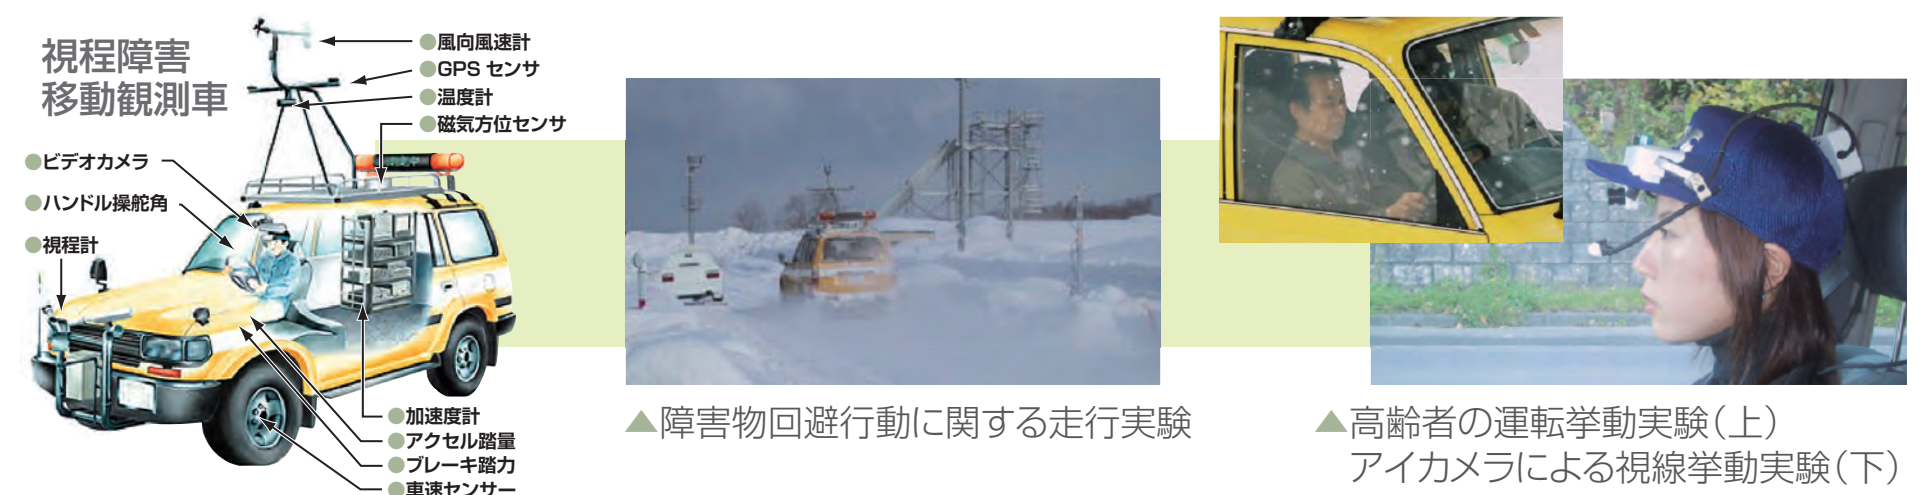 視程障害
移動観測車
●風向風速計
●GPS センサ
●温度計
●磁気方位センサ
●ビデオカメラ
●ハンドル操舵角
●視程計
●加速度計
●アクセル踏量
●ブレーキ踏力
●車速センサー
▲障害物回避行動に関する走行実験
▲高齢者の運転挙動実験（上）
アイカメラによる視線挙動実験（下）